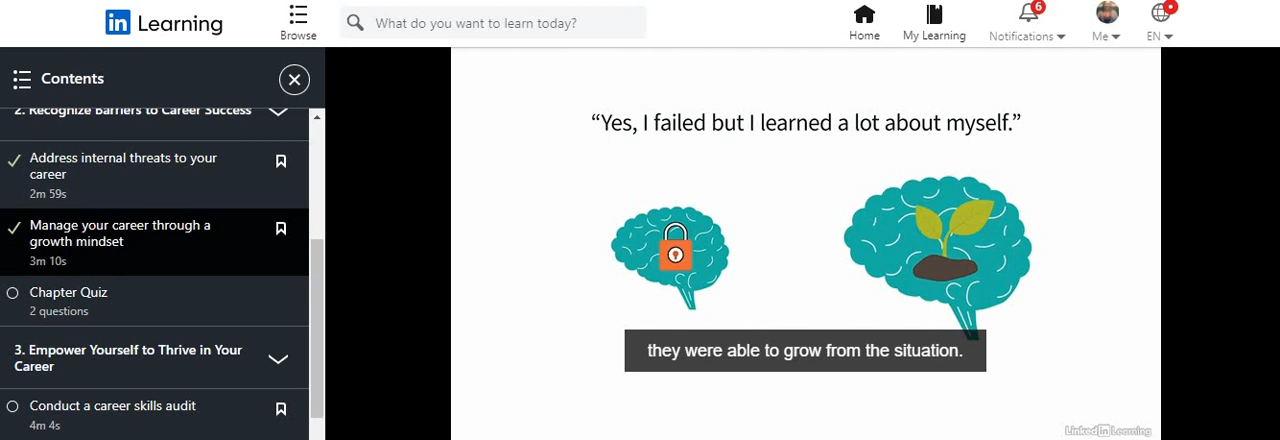 in Learning
Browse
What do you want to learn today?
Home
My Learning
6
Notifications
Me
EN
Contents
2. Recognize Barriers to Career Success
Address internal threats to your
career
2m 59s
Manage your career through a
growth mindset
3m 10s
Chapter Quiz
2 questions
3. Empower Yourself to Thrive in Your
Career
Conduct a career skills audit
4m 4s
“Yes, I failed but I learned a lot about myself.”
they were able to grow from the situation.
Linked in Learning